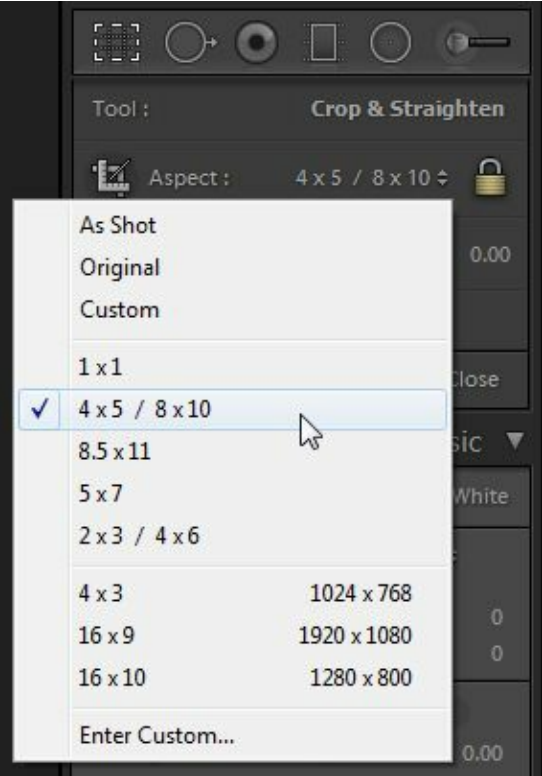 Tool : Crop & Straighten
Aspect : 4 x 5 / 8 x 10
As Shot
0.00
Original
Custom
1 x 1
Close
4 x 5 / 8 x 10
8.5 x 11
5 x 7
White
2 x 3 / 4 x 6
4 x 3 1024 x 768
0
16 x 9 1920 x 1080
0
16 x 10 1280 x 800
Enter Custom...
0.00